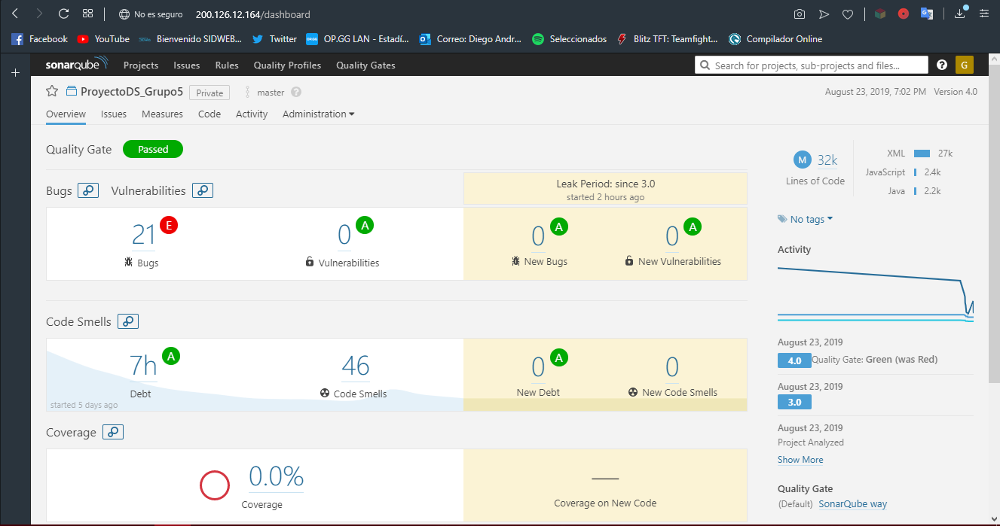 No es seguro 200.126.12.164/dashboard
Facebook YouTube Bienvenido SIDWEB... Twitter OP.GG LAN - Estadí... Correo: Diego Andr... Seleccionados Blitz TFT: Teamfight... Compilador Online
sonarqube Projects Issues Rules Quality Profiles Quality Gates Search for projects, sub-projects and files... ? G
ProyectoDS_Grupo5 Private master ? August 23, 2019, 7:02 PM Version 4.0
Overview Issues Measures Code Activity Administration
Quality Gate Passed
Bugs Vulnerabilities
Leak Period: since 3.0
started 2 hours ago
21 E 0 A 0 A 0 A
Bugs Vulnerabilities New Bugs New Vulnerabilities
Code Smells
7h A 46 0 A 0
Debt Code Smells New Debt New Code Smells
started 5 days ago
Coverage
0.0% —
Coverage Coverage on New Code
M 32k
Lines of Code
XML 27k
JavaScript 2.4k
Java 2.2k
No tags
Activity
August 23, 2019
4.0 Quality Gate: Green (was Red)
August 23, 2019
3.0
August 23, 2019
Project Analyzed
Show More
Quality Gate
(Default) SonarQube way